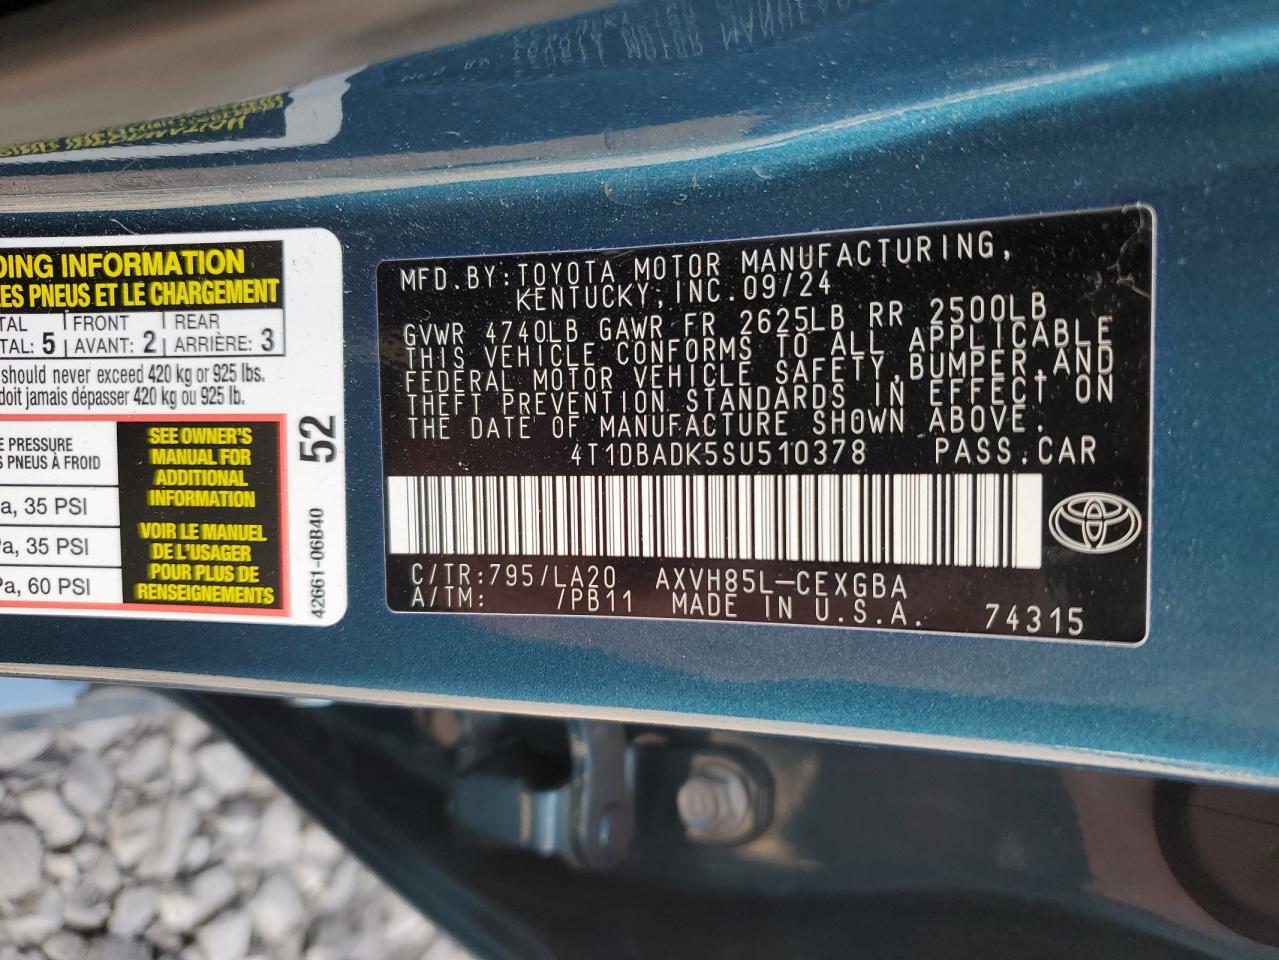 DING INFORMATION
LES PNEUS ET LE CHARGEMENT
TAL 5 FRONT 2 REAR 3
TAL: AVANT: ARRIÈRE:
should never exceed 420 kg or 925 lbs.
doit jamais dépasser 420 kg ou 925 lb.
E PRESSURE
S PNEUS À FROID
a, 35 PSI
Pa, 35 PSI
Pa, 60 PSI
SEE OWNER'S
MANUAL FOR
ADDITIONAL
INFORMATION
VOIR LE MANUEL
DE L'USAGER
POUR PLUS DE
RENSEIGNEMENTS
52
42661-06B40
MFD.BY:TOYOTA MOTOR MANUFACTURING,
KENTUCKY,INC.09/24
GVWR 4740LB GAWR FR 2625LB RR 2500LB
THIS VEHICLE CONFORMS TO ALL APPLICABLE
FEDERAL MOTOR VEHICLE SAFETY,BUMPER,AND
THEFT PREVENTION STANDARDS IN EFFECT ON
THE DATE OF MANUFACTURE SHOWN ABOVE.
4T1DBADK5SU510378 PASS.CAR
C/TR:795/LA20 AXVH85L-CEXGBA
A/TM: /PB11 MADE IN U.S.A. 74315